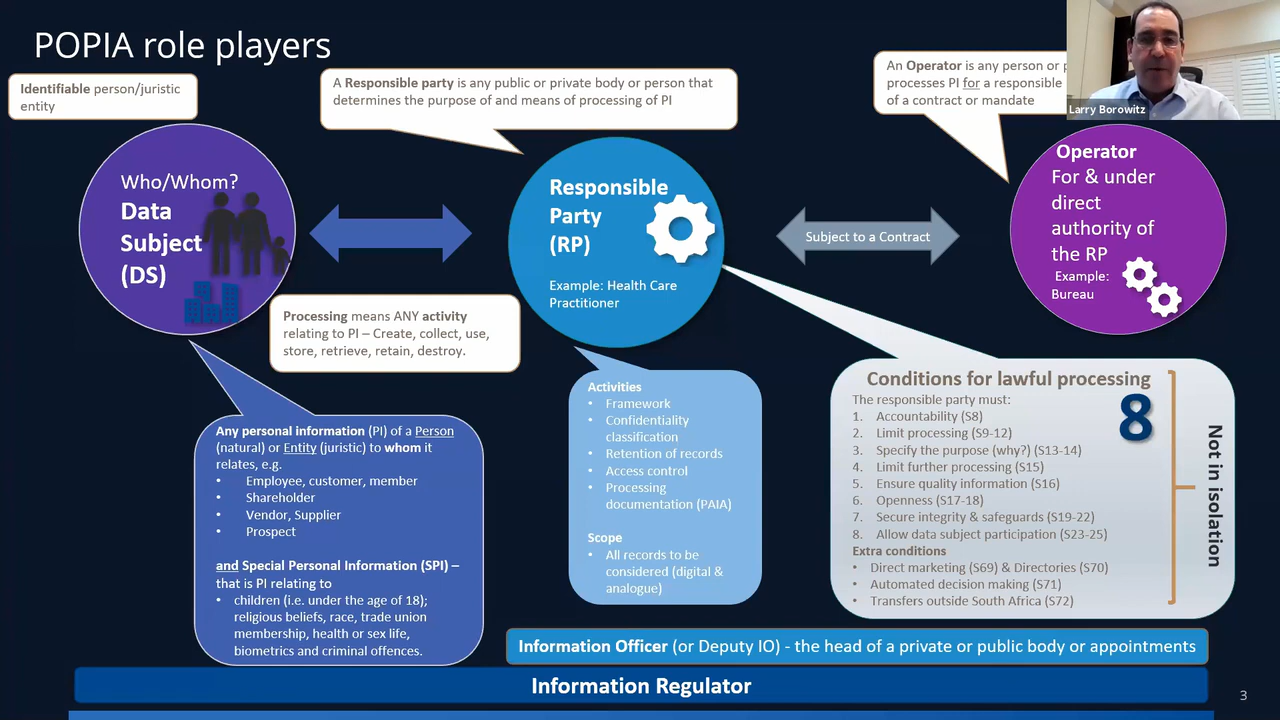 POPIA role players
Identifiable person/juristic
entity
A Responsible party is any public or private body or person that
determines the purpose of and means of processing of PI
An Operator is any person or
processes PI for a responsible
of a contract or mandate
Larry Borowitz
Who/Whom?
Data
Subject
(DS)
Responsible
Party
(RP)
Example: Health Care
Practitioner
Subject to a Contract
Operator
For & under
direct
authority of
the RP
Example:
Bureau
Processing means ANY activity
relating to PI – Create, collect, use,
store, retrieve, retain, destroy.
Any personal information (PI) of a Person
(natural) or Entity (juristic) to whom it
relates, e.g.
• Employee, customer, member
• Shareholder
• Vendor, Supplier
• Prospect
and Special Personal Information (SPI) –
that is PI relating to
• children (i.e. under the age of 18);
religious beliefs, race, trade union
membership, health or sex life,
biometrics and criminal offences.
Activities
• Framework
• Confidentiality
classification
• Retention of records
• Access control
• Processing
documentation (PAIA)
Scope
• All records to be
considered (digital &
analogue)
Conditions for lawful processing
The responsible party must:
1. Accountability (S8)
2. Limit processing (S9-12)
3. Specify the purpose (why?) (S13-14)
4. Limit further processing (S15)
5. Ensure quality information (S16)
6. Openness (S17-18)
7. Secure integrity & safeguards (S19-22)
8. Allow data subject participation (S23-25)
Extra conditions
• Direct marketing (S69) & Directories (S70)
• Automated decision making (S71)
• Transfers outside South Africa (S72)
8
Not in isolation
Information Officer (or Deputy IO) - the head of a private or public body or appointments
Information Regulator
3